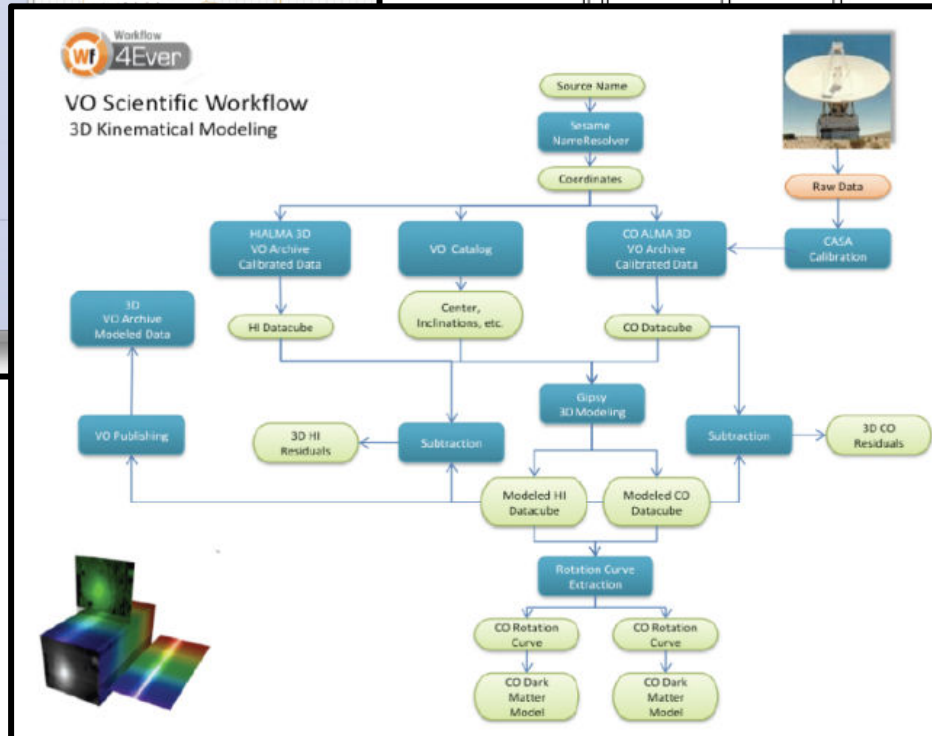 Workflow
Wf 4Ever
VO Scientific Workflow
3D Kinematical Modeling
Source Name
Sesame
NameResolver
Coordinates
Raw Data
HIALMA 3D
VO Archive
Calibrated Data
VO Catalog
CO ALMA 3D
VO Archive
Calibrated Data
CASA
Calibration
3D
VO Archive
Modeled Data
HI Datacube
Center,
Inclinations, etc.
CO Datacube
Gipsy
3D Modeling
VO Publishing
3D HI
Residuals
Subtraction
Subtraction
3D CO
Residuals
Modeled HI
Datacube
Modeled CO
Datacube
Rotation Curve
Extraction
CO Rotation
Curve
CO Rotation
Curve
CO Dark
Matter
Model
CO Dark
Matter
Model